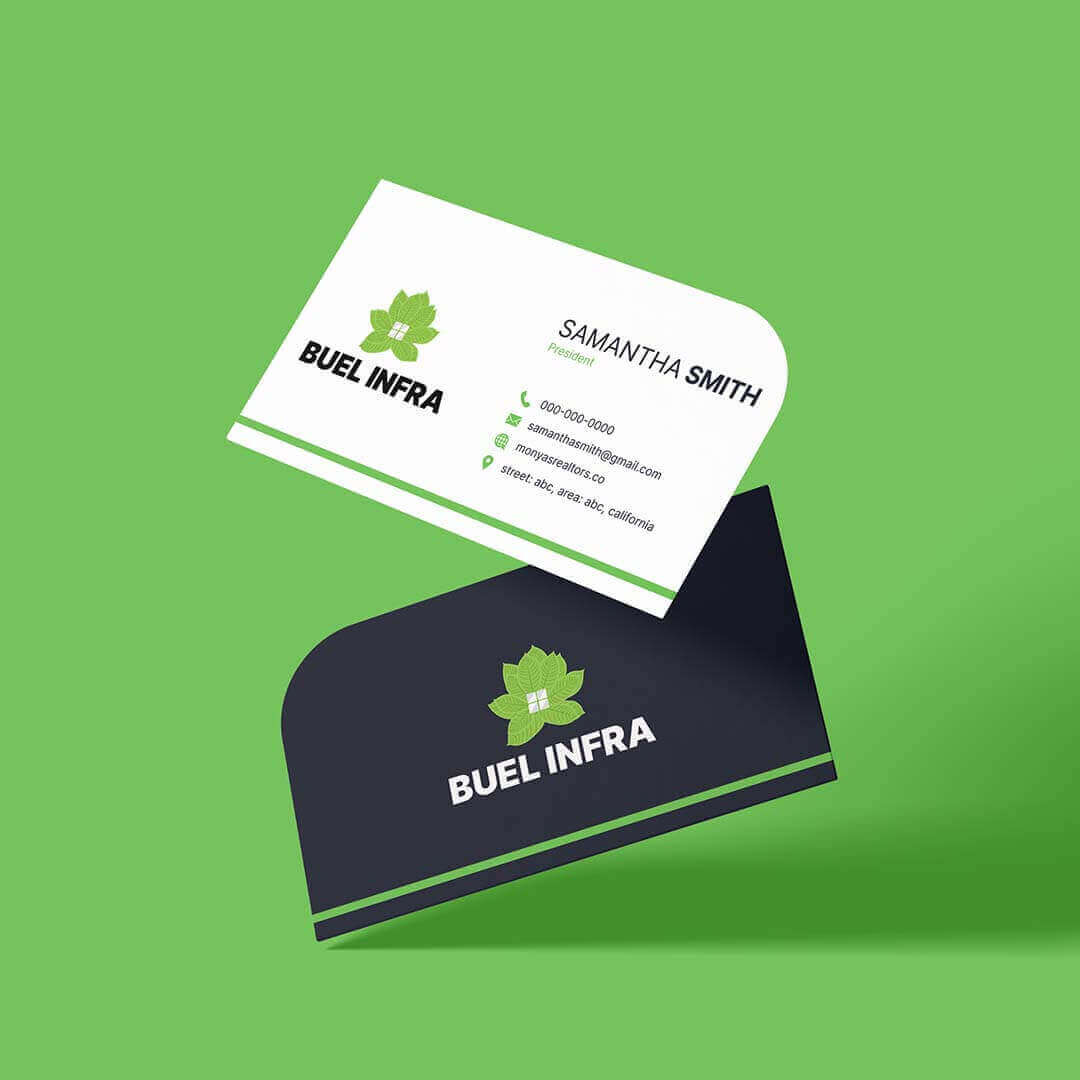 BUEL INFRA
SAMANTHA SMITH
President
000-000-0000
samanthasmith@gmail.com
monyasrealtors.co
street: abc, area: abc, california
BUEL INFRA